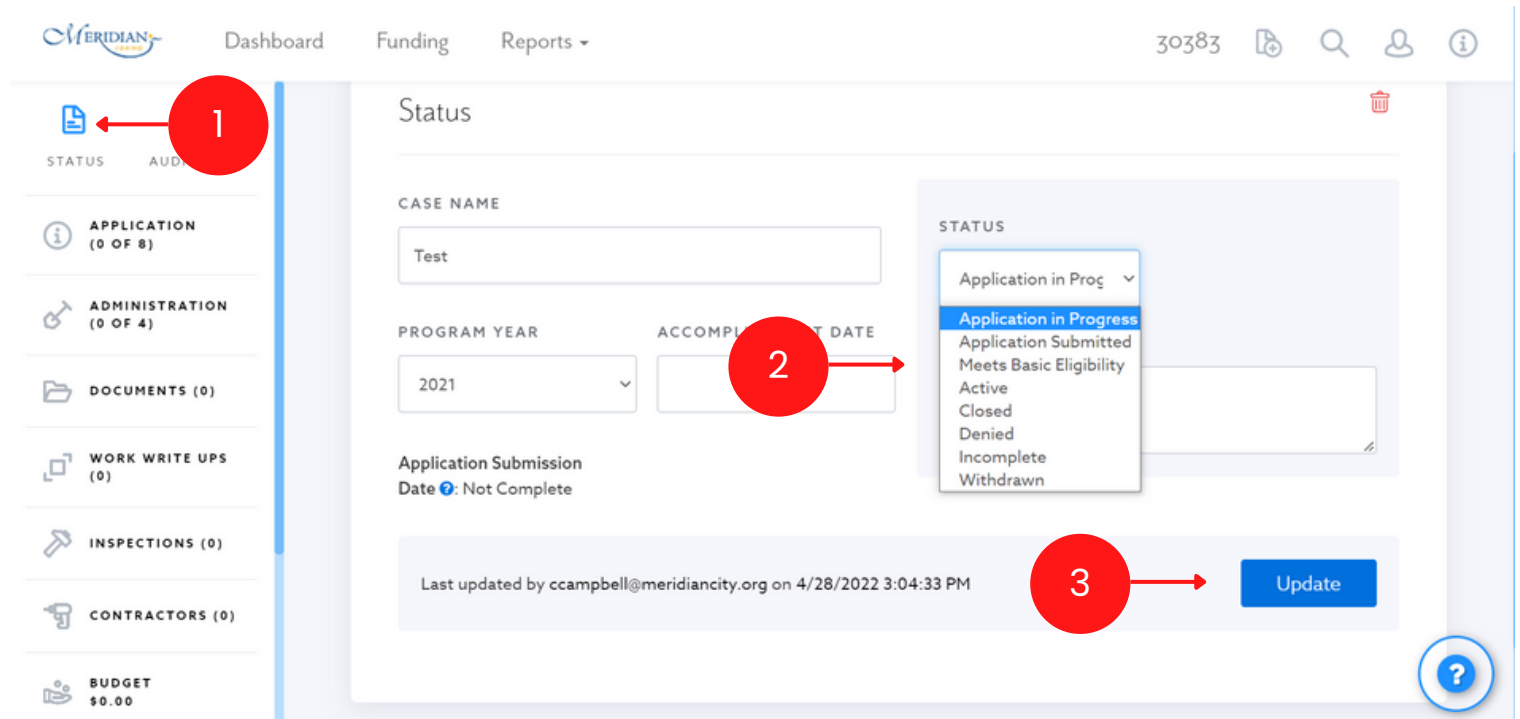 MERIDIAN
IDAHO
Dashboard
Funding
Reports
30383
1
STATUS
Status
CASE NAME
Test
PROGRAM YEAR
DATE
2021
Application Submission
Date ?: Not Complete
STATUS
Application in Prog
Application in Progress
Application Submitted
Meets Basic Eligibility
Active
Closed
Denied
Incomplete
Withdrawn
2
Last updated by ccampbell@meridiancity.org on 4/28/2022 3:04:33 PM
3
Update
APPLICATION
(0 OF 8)
ADMINISTRATION
(0 OF 4)
DOCUMENTS (0)
WORK WRITE UPS
(0)
INSPECTIONS (0)
CONTRACTORS (0)
BUDGET
$0.00
?